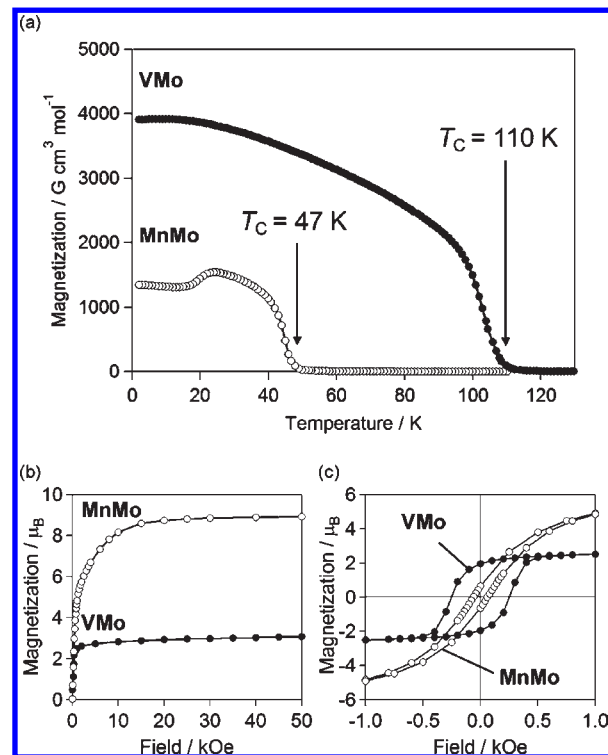 (a)
5000
4000
3000
2000
1000
0
Magnetization / G cm³ mol⁻¹
VMo
T_C = 110 K
T_C = 47 K
MnMo
0 20 40 60 80 100 120
Temperature / K
(b)
10
8
6
4
2
0
Magnetization / μ_B
MnMo
VMo
0 10 20 30 40 50
Field / kOe
(c)
6
4
2
0
-2
-4
-6
Magnetization / μ_B
VMo
MnMo
-1.0 -0.5 0.0 0.5 1.0
Field / kOe